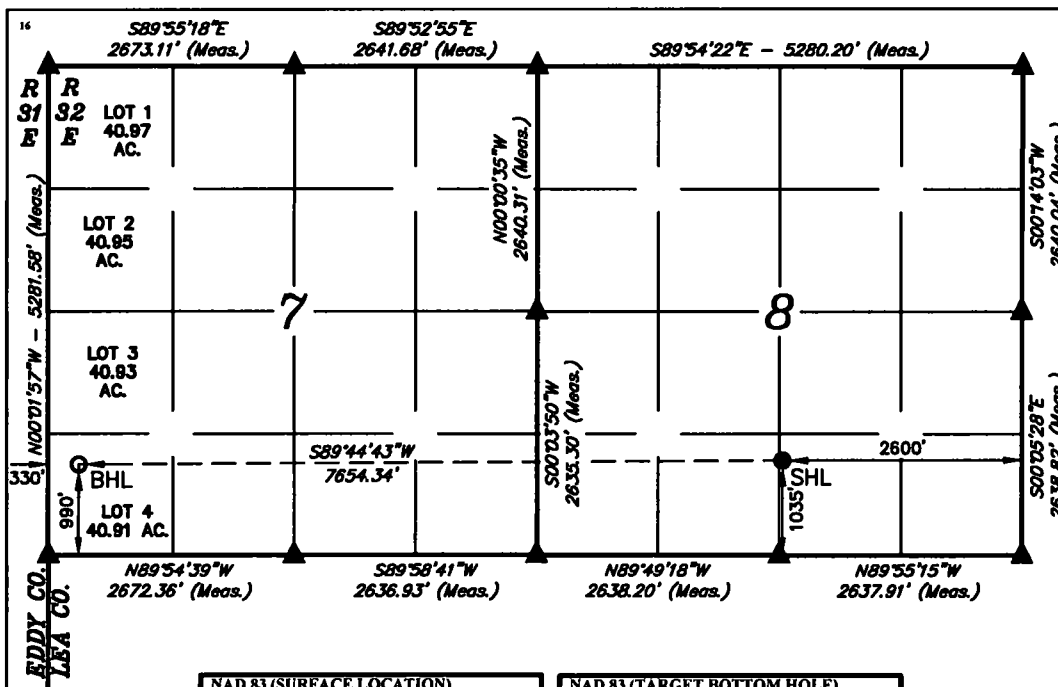 16
S89°55'18"E
2673.11' (Meas.)
S89°52'55"E
2641.68' (Meas.)
S89°54'22"E – 5280.20' (Meas.)
R
31
E
R
32
E
LOT 1
40.97
AC.
N00°01'57"W – 5281.58' (Meas.)
LOT 2
40.95
AC.
N00°00'35"W
2640.31' (Meas.)
S00°14'03"W
2640.04' (Meas.)
7
8
LOT 3
40.93
AC.
S00°03'50"W
2635.30' (Meas.)
S00°05'28"E
2638.82' (Meas.)
S89°44'43"W
7654.34'
2600'
330'
BHL
SHL
990'
1035'
LOT 4
40.91 AC.
N89°54'39"W
2672.36' (Meas.)
S89°58'41"W
2636.93' (Meas.)
N89°49'18"W
2638.20' (Meas.)
N89°55'15"W
2637.91' (Meas.)
EDDY CO.
LEA CO.
NAD 83 (SURFACE LOCATION)
NAD 83 (TARGET BOTTOM HOLE)